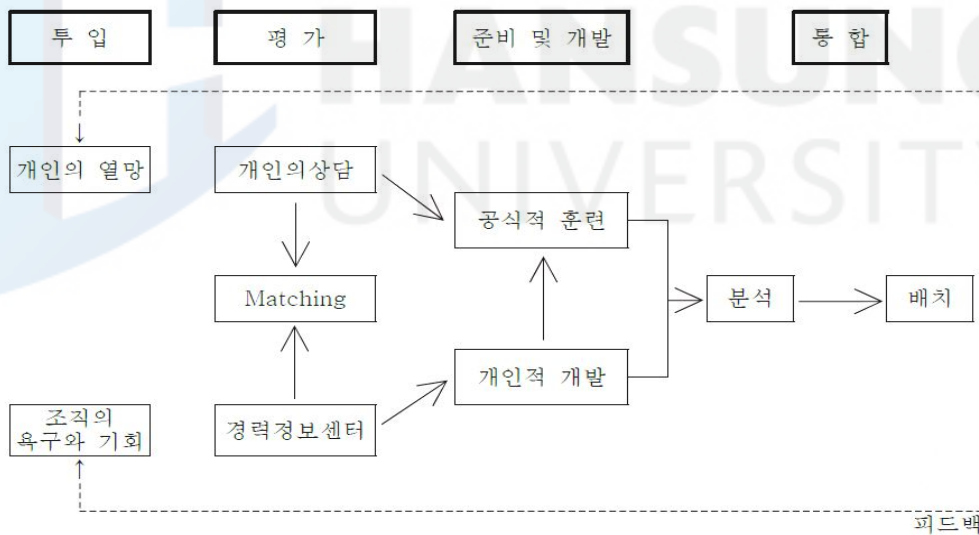 투 입
평 가
준비 및 개발
통 합
HANSUNG
UNIVERSITY
개인의 열망
개인의상담
공식적 훈련
Matching
분석
배치
개인적 개발
조직의
욕구와 기회
경력정보센터
피드백